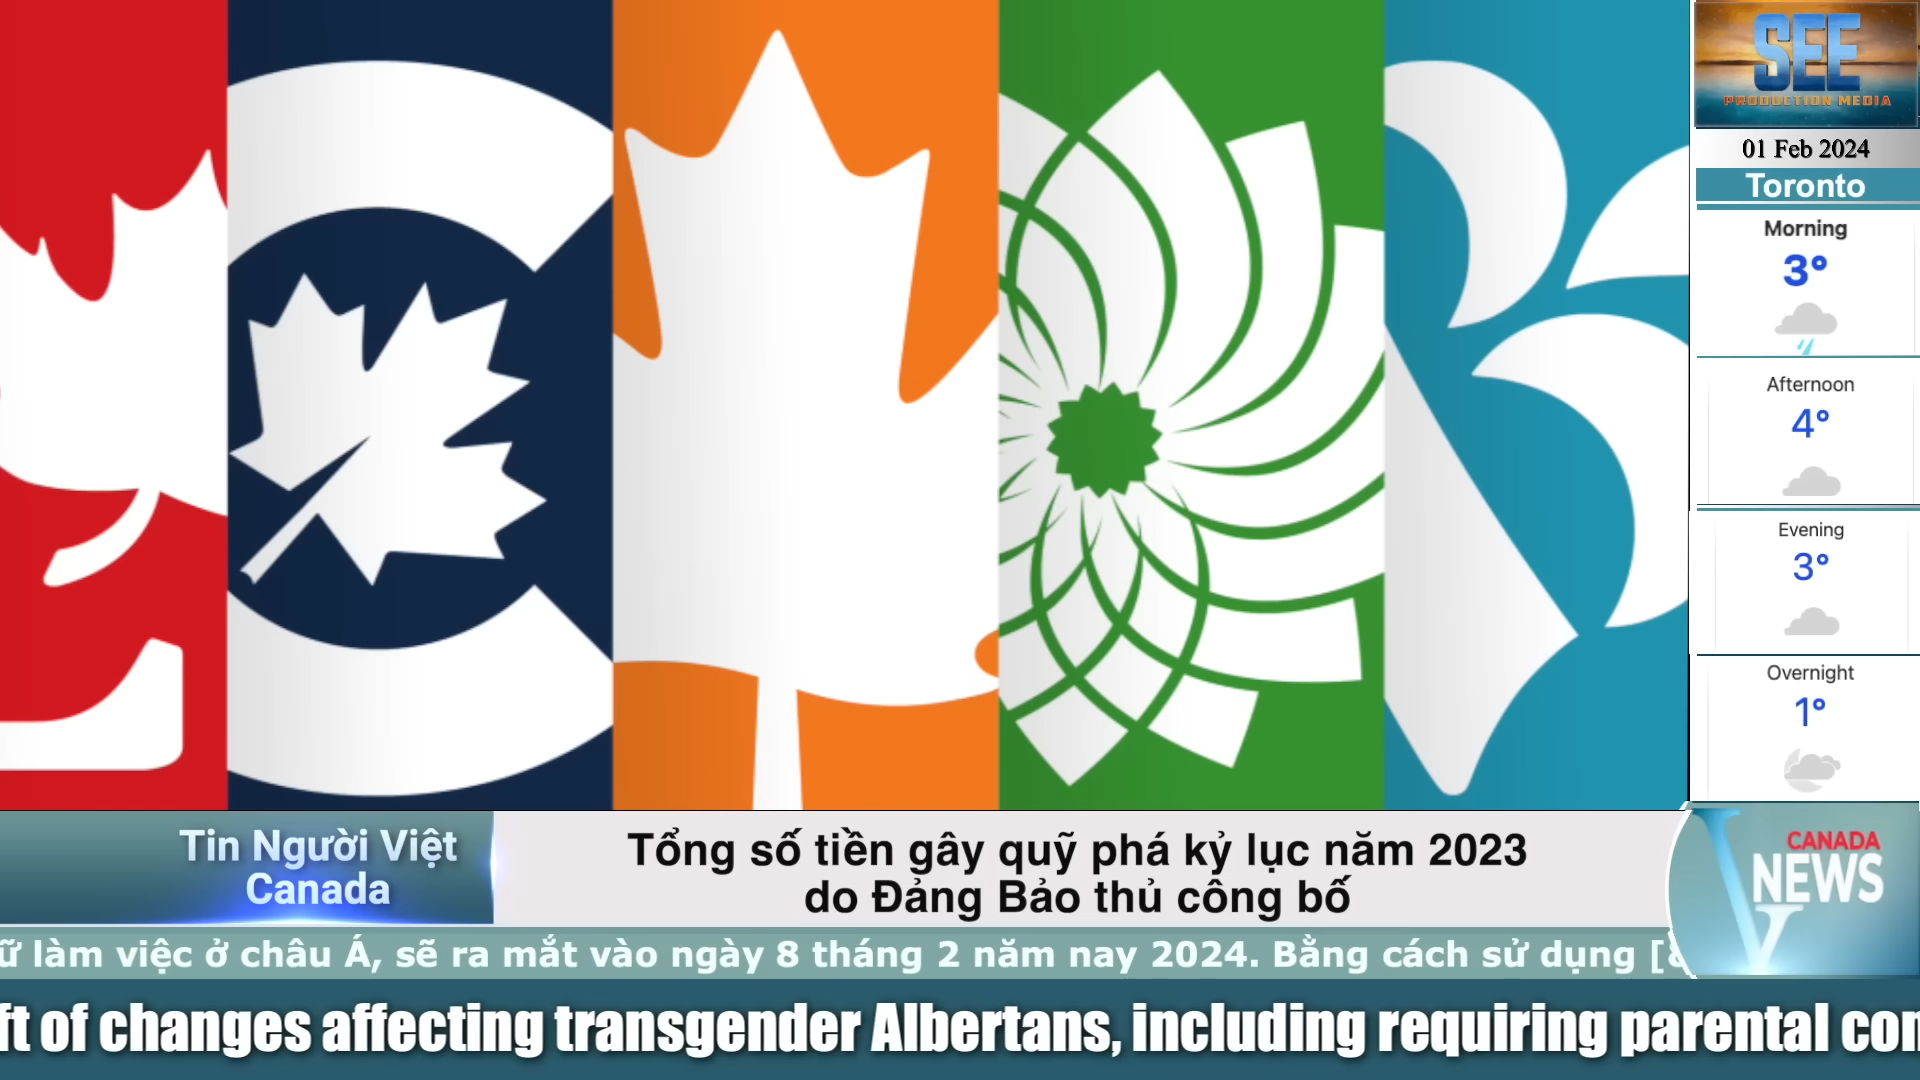 SEE
PRODUCTION MEDIA
01 Feb 2024
Toronto
Morning
3°
Afternoon
4°
Evening
3°
Overnight
1°
Tin Người Việt
Canada
Tổng số tiền gây quỹ phá kỷ lục năm 2023
do Đảng Bảo thủ công bố
CANADA
V NEWS
ữ làm việc ở châu Á, sẽ ra mắt vào ngày 8 tháng 2 năm nay 2024. Bằng cách sử dụng [
ft of changes affecting transgender Albertans, including requiring parental con